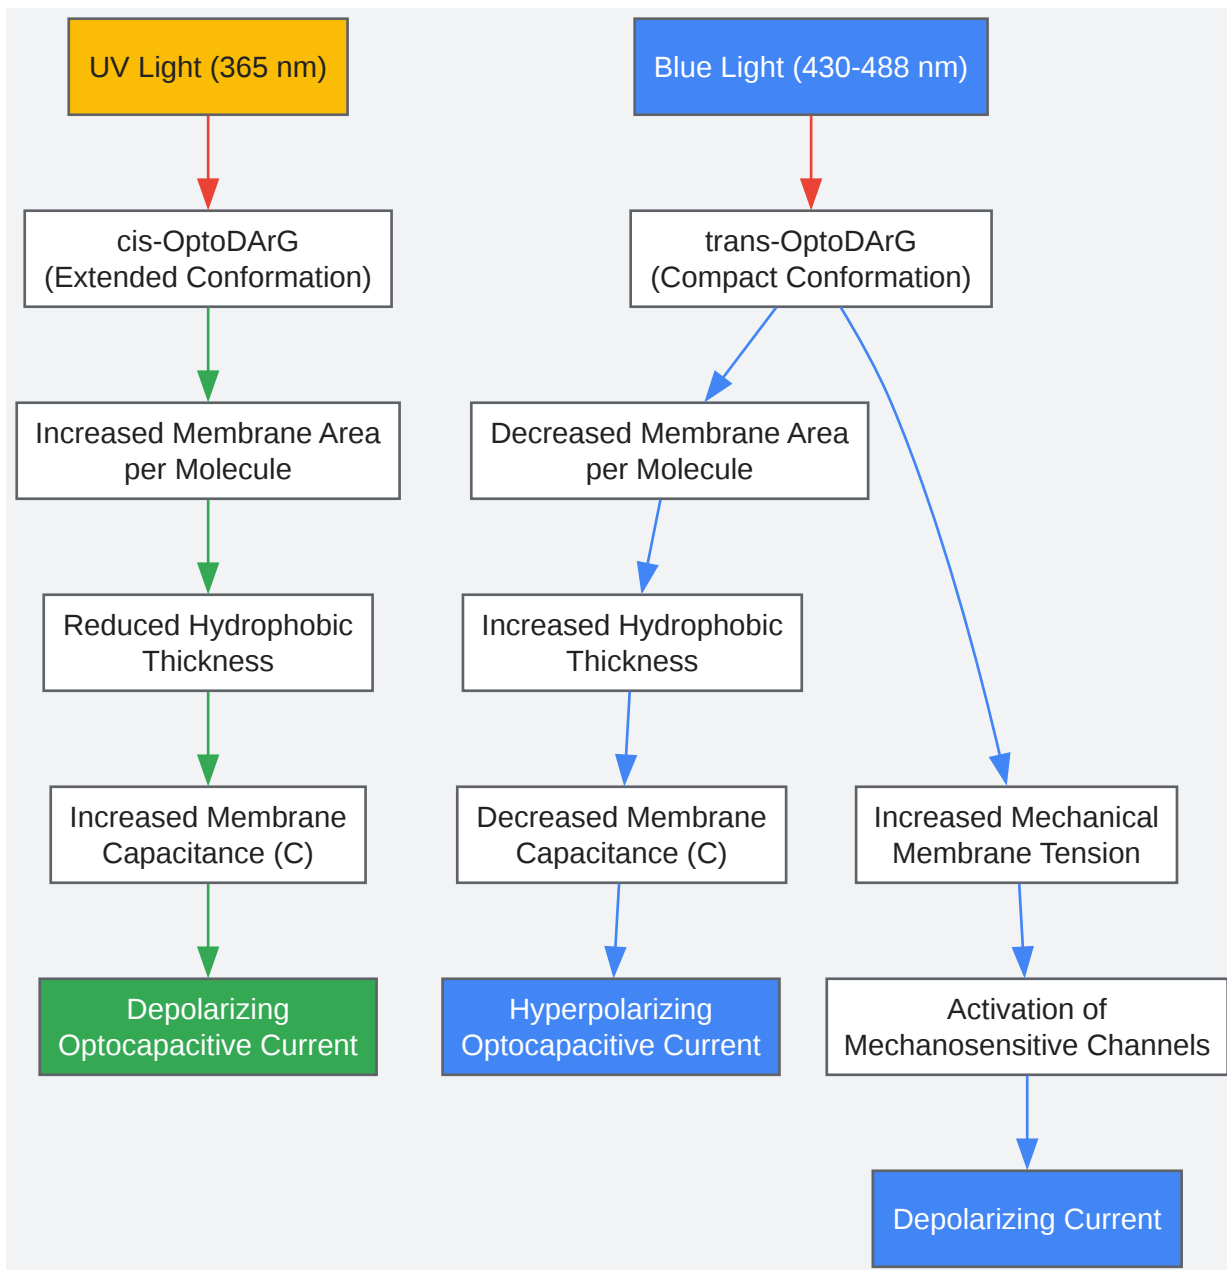 UV Light (365 nm)
cis-OptoDArG
(Extended Conformation)
Increased Membrane Area
per Molecule
Reduced Hydrophobic
Thickness
Increased Membrane
Capacitance (C)
Depolarizing
Optocapacitive Current
Blue Light (430-488 nm)
trans-OptoDArG
(Compact Conformation)
Decreased Membrane Area
per Molecule
Increased Hydrophobic
Thickness
Decreased Membrane
Capacitance (C)
Hyperpolarizing
Optocapacitive Current
Increased Mechanical
Membrane Tension
Activation of
Mechanosensitive Channels
Depolarizing Current